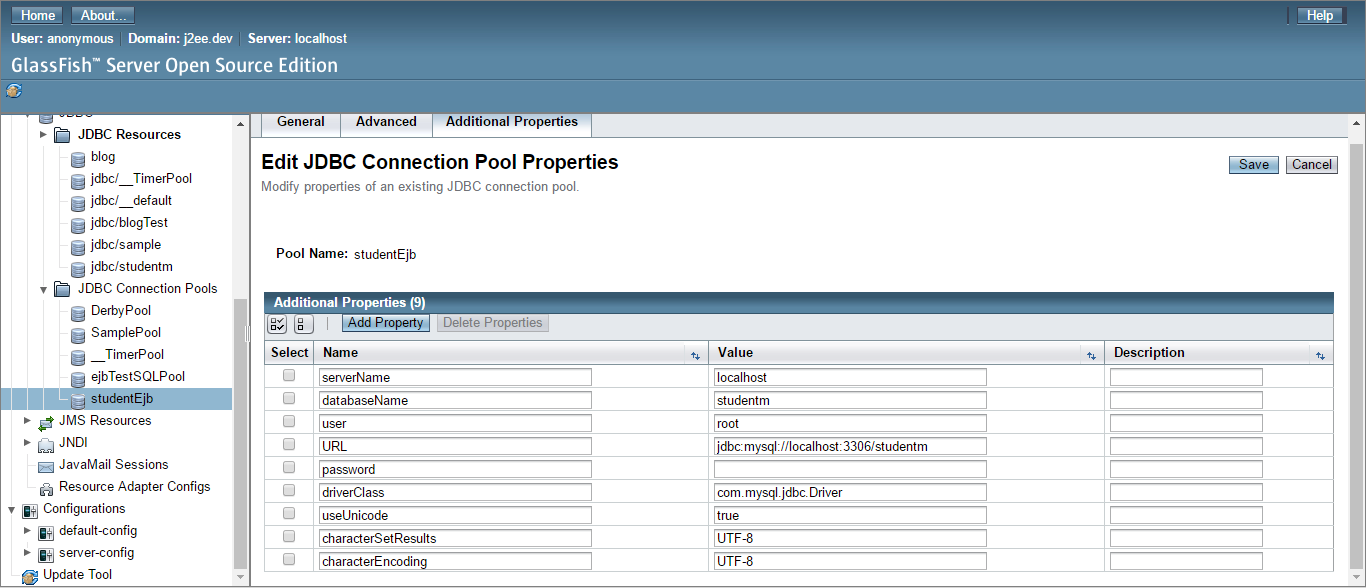 Home About... Help
User: anonymous Domain: j2ee.dev Server: localhost
GlassFish™ Server Open Source Edition
JDBC
JDBC Resources
blog
jdbc/__TimerPool
jdbc/__default
jdbc/blogTest
jdbc/sample
jdbc/studentm
JDBC Connection Pools
DerbyPool
SamplePool
__TimerPool
ejbTestSQLPool
studentEjb
JMS Resources
JNDI
JavaMail Sessions
Resource Adapter Configs
Configurations
default-config
server-config
Update Tool
General Advanced Additional Properties
Edit JDBC Connection Pool Properties
Save Cancel
Modify properties of an existing JDBC connection pool.
Pool Name: studentEjb
Additional Properties (9)
Add Property Delete Properties
Select Name Value Description
serverName localhost
databaseName studentm
user root
URL jdbc:mysql://localhost:3306/studentm
password
driverClass com.mysql.jdbc.Driver
useUnicode true
characterSetResults UTF-8
characterEncoding UTF-8